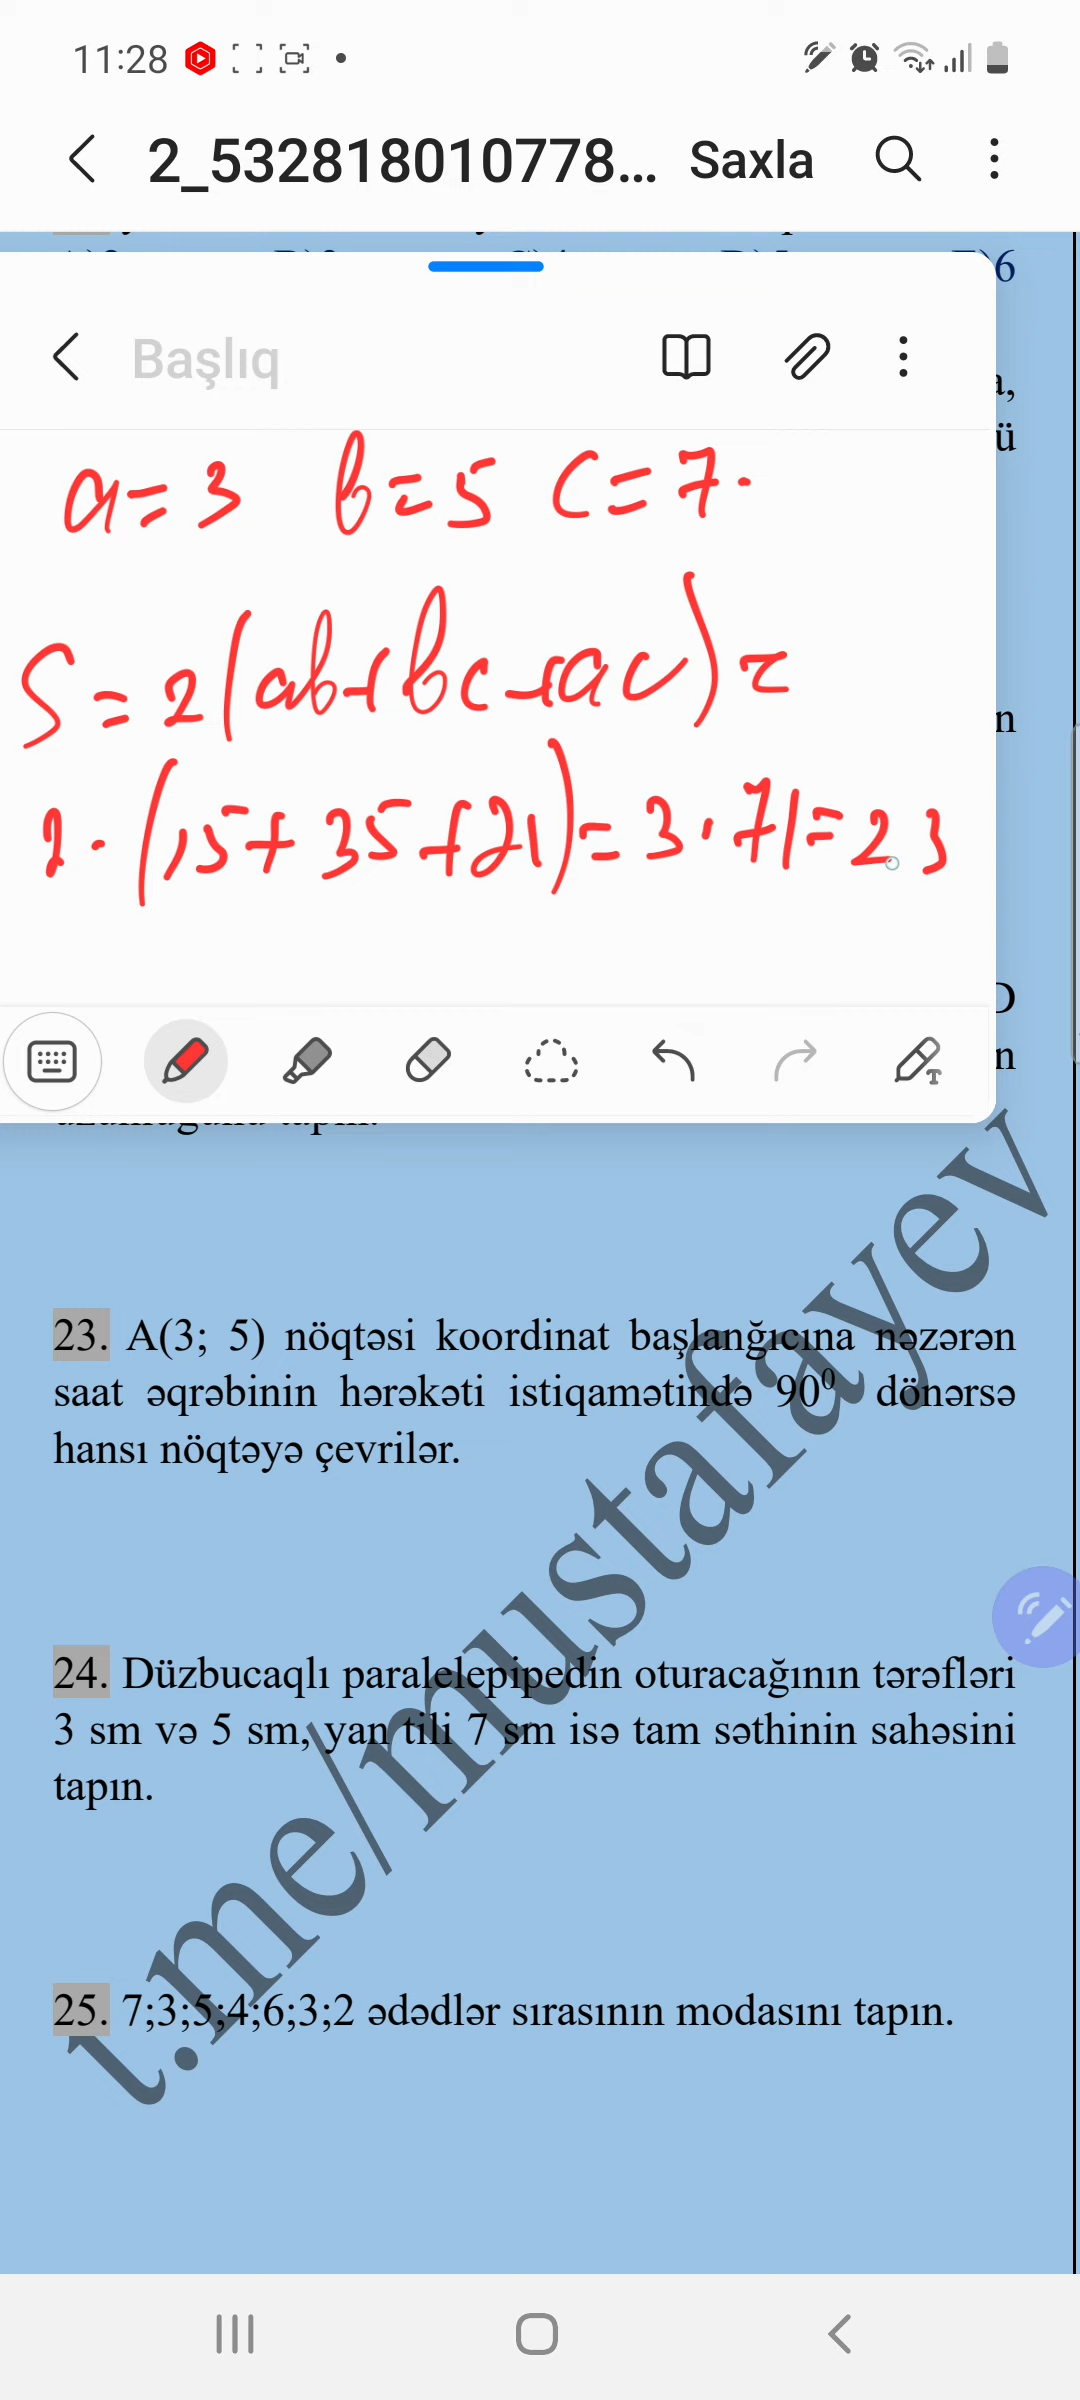 11:28
2_532818010778... Saxla
6
Başlıq
ü
a=3 b=5 c=7.
S=2(ab+bc+ac)=
n
2·(15+35+21)=3·71=23
n
23. A(3; 5) nöqtəsi koordinat başlanğıcına nəzərən
saat əqrəbinin hərəkəti istiqamətində 90⁰ dönərsə
hansı nöqtəyə çevrilər.
24. Düzbucaqlı paralelepipedin oturacağının tərəfləri
3 sm və 5 sm, yan tili 7 sm isə tam səthinin sahəsini
tapın.
25. 7;3;5;4;6;3;2 ədədlər sırasının modasını tapın.
t.me/mustafayev